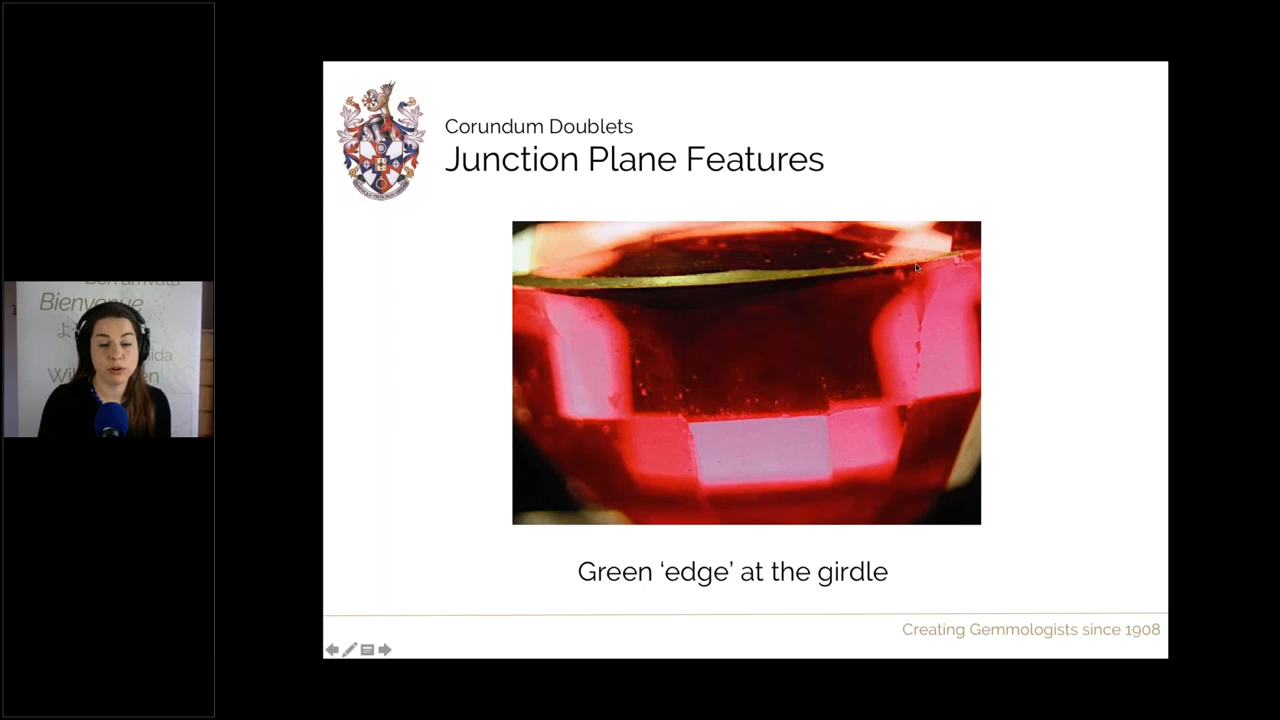 Corundum Doublets
Junction Plane Features
Green ‘edge’ at the girdle
Creating Gemmologists since 1908
Bienvenue